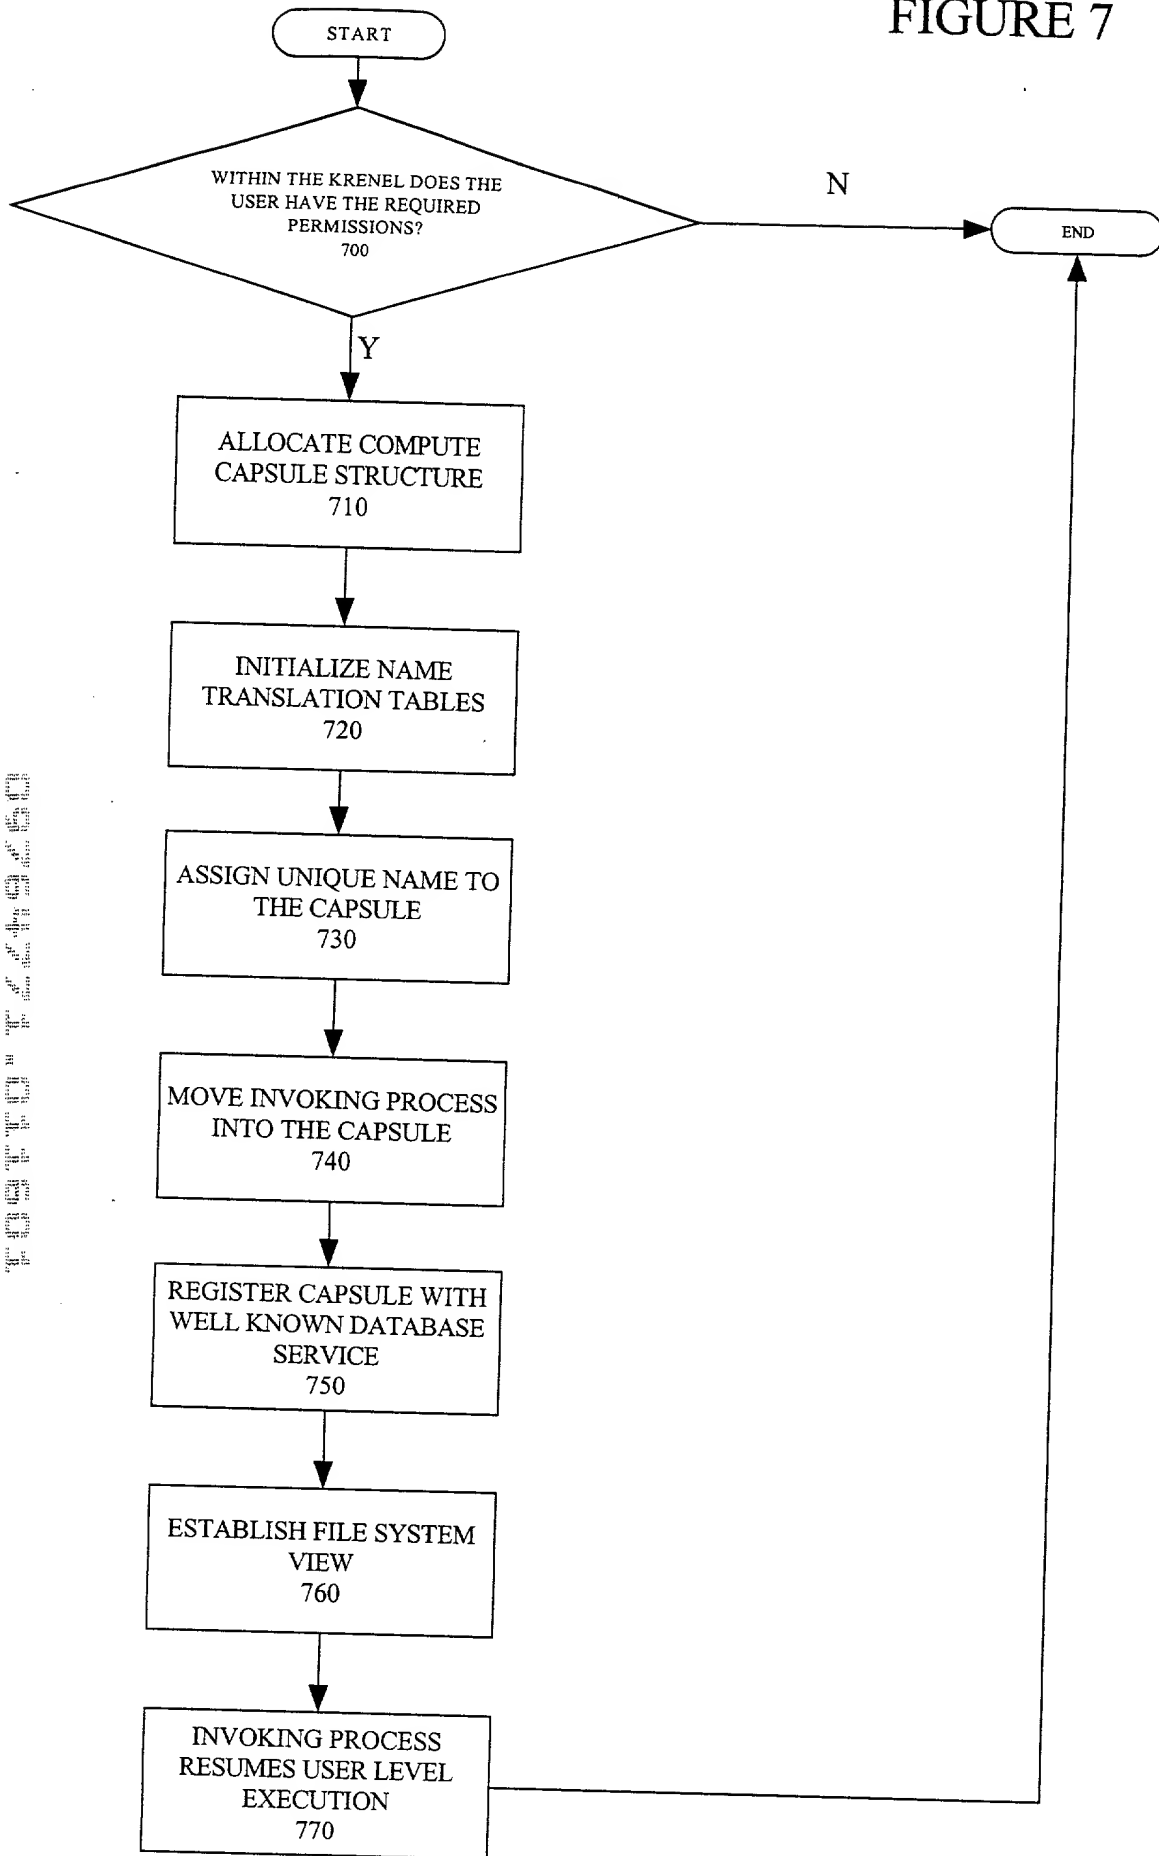 FIGURE 7
START
WITHIN THE KRENEL DOES THE
USER HAVE THE REQUIRED
PERMISSIONS?
700
N
END
Y
ALLOCATE COMPUTE
CAPSULE STRUCTURE
710
INITIALIZE NAME
TRANSLATION TABLES
720
ASSIGN UNIQUE NAME TO
THE CAPSULE
730
MOVE INVOKING PROCESS
INTO THE CAPSULE
740
REGISTER CAPSULE WITH
WELL KNOWN DATABASE
SERVICE
750
ESTABLISH FILE SYSTEM
VIEW
760
INVOKING PROCESS
RESUMES USER LEVEL
EXECUTION
770